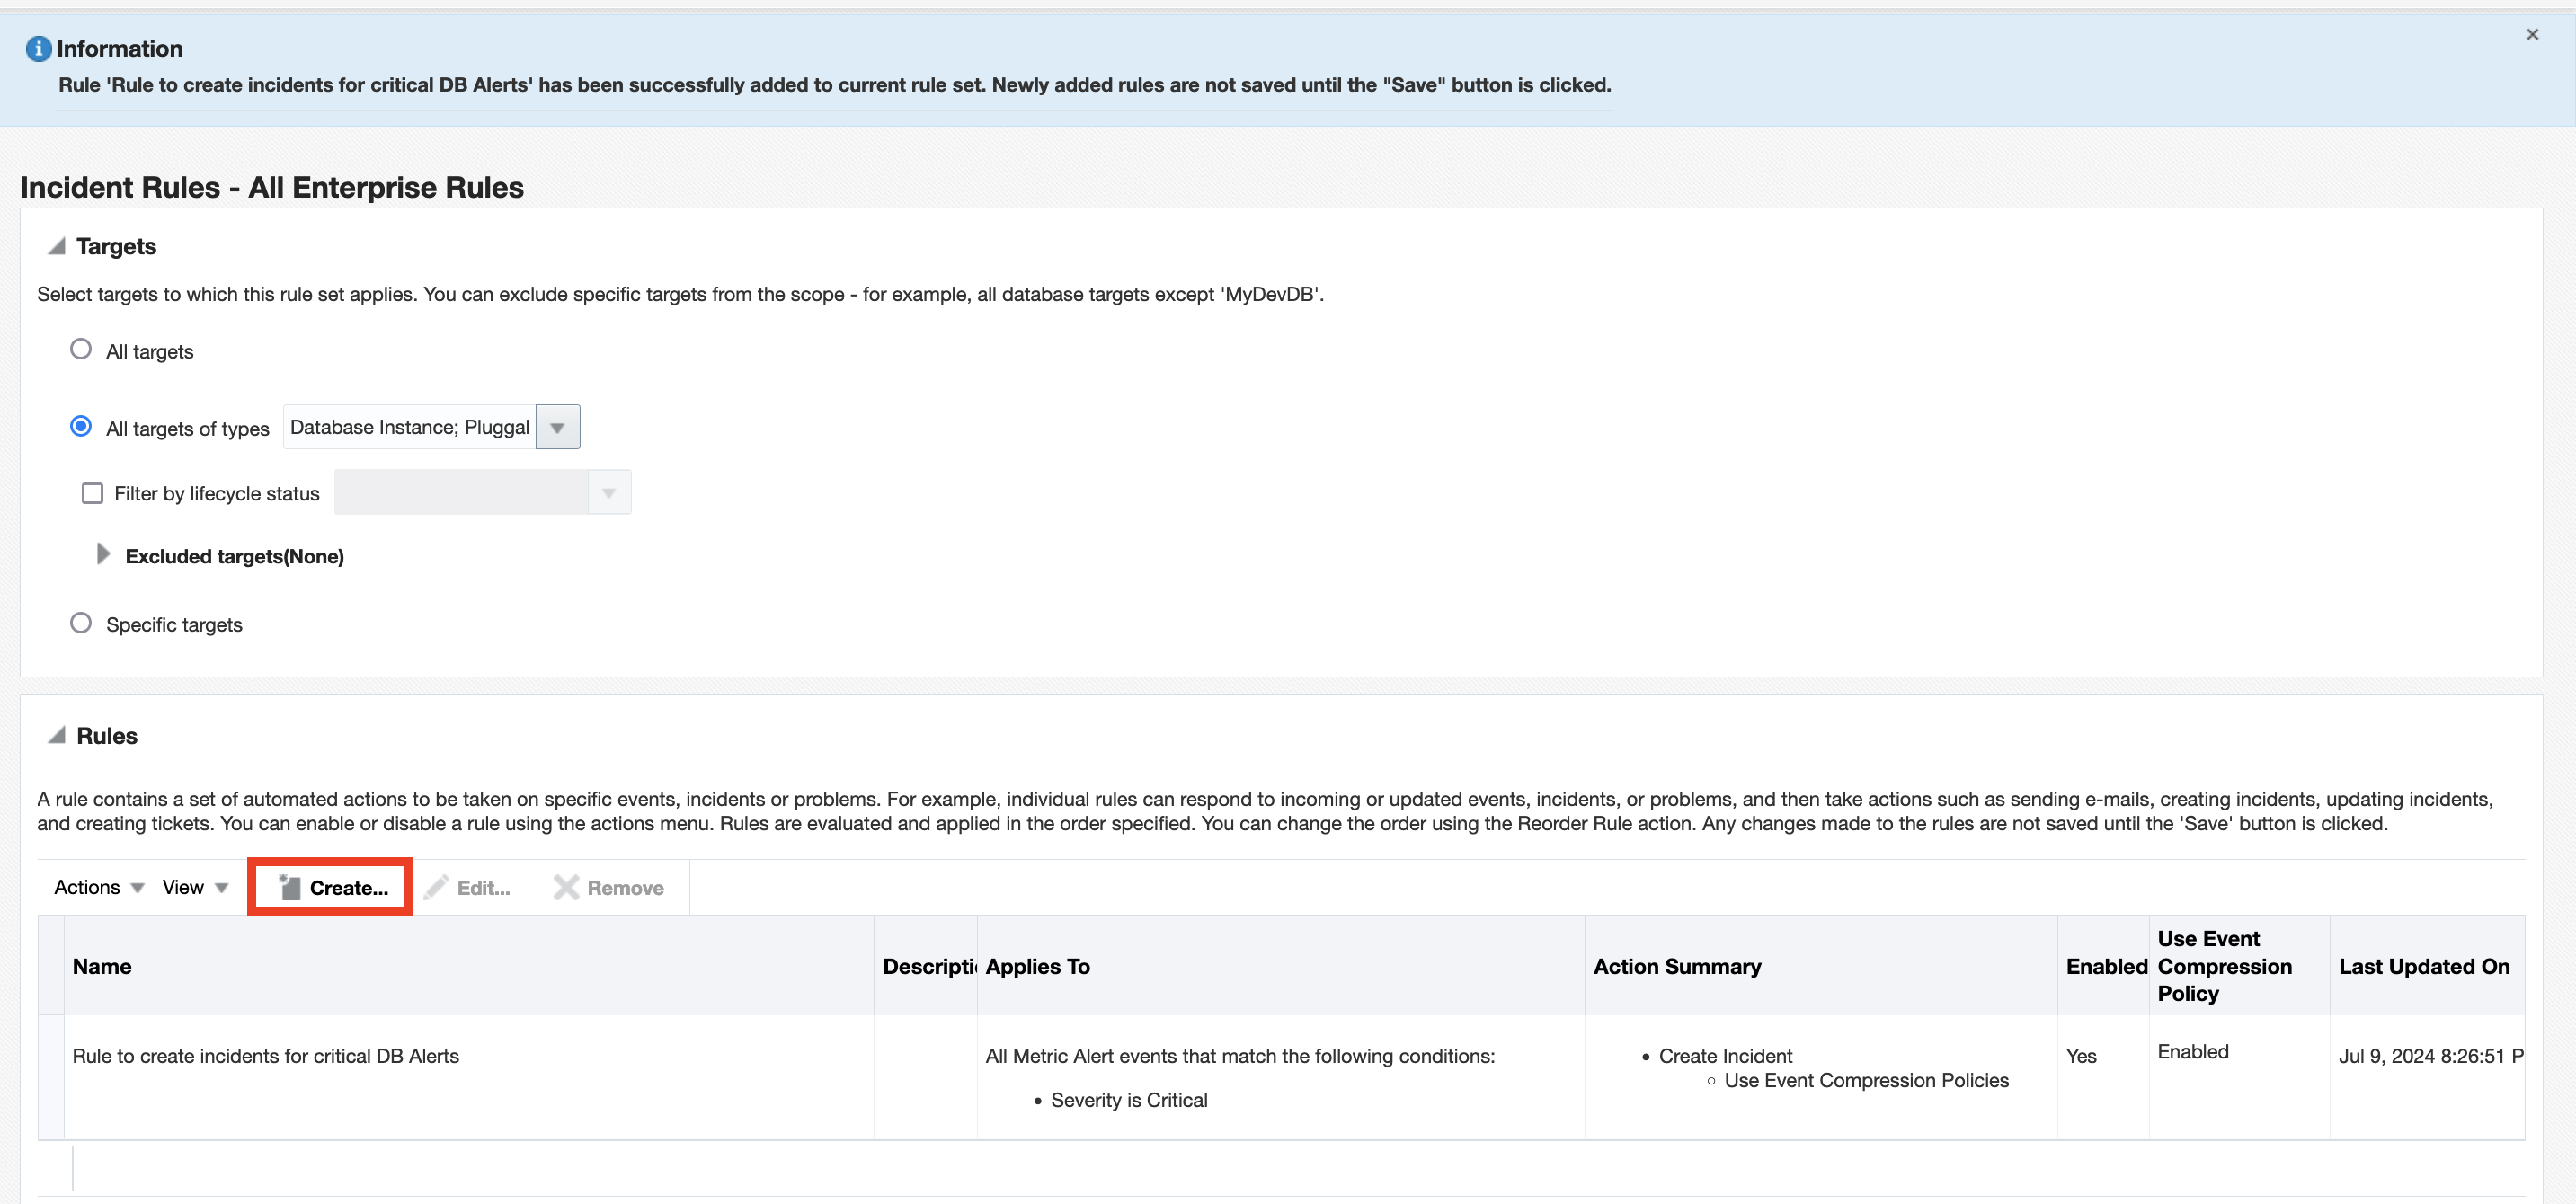 Information
Rule 'Rule to create incidents for critical DB Alerts' has been successfully added to current rule set. Newly added rules are not saved until the "Save" button is clicked.
Incident Rules - All Enterprise Rules
Targets
Select targets to which this rule set applies. You can exclude specific targets from the scope - for example, all database targets except 'MyDevDB'.
All targets
All targets of types Database Instance; Pluggal
Filter by lifecycle status
Excluded targets(None)
Specific targets
Rules
A rule contains a set of automated actions to be taken on specific events, incidents or problems. For example, individual rules can respond to incoming or updated events, incidents, or problems, and then take actions such as sending e-mails, creating incidents, updating incidents,
and creating tickets. You can enable or disable a rule using the actions menu. Rules are evaluated and applied in the order specified. You can change the order using the Reorder Rule action. Any changes made to the rules are not saved until the 'Save' button is clicked.
Actions View Create... Edit... Remove
Name Descripti Applies To Action Summary Enabled Use Event Compression Policy Last Updated On
Rule to create incidents for critical DB Alerts All Metric Alert events that match the following conditions: • Create Incident Yes Enabled Jul 9, 2024 8:26:51 P
○ Use Event Compression Policies
• Severity is Critical